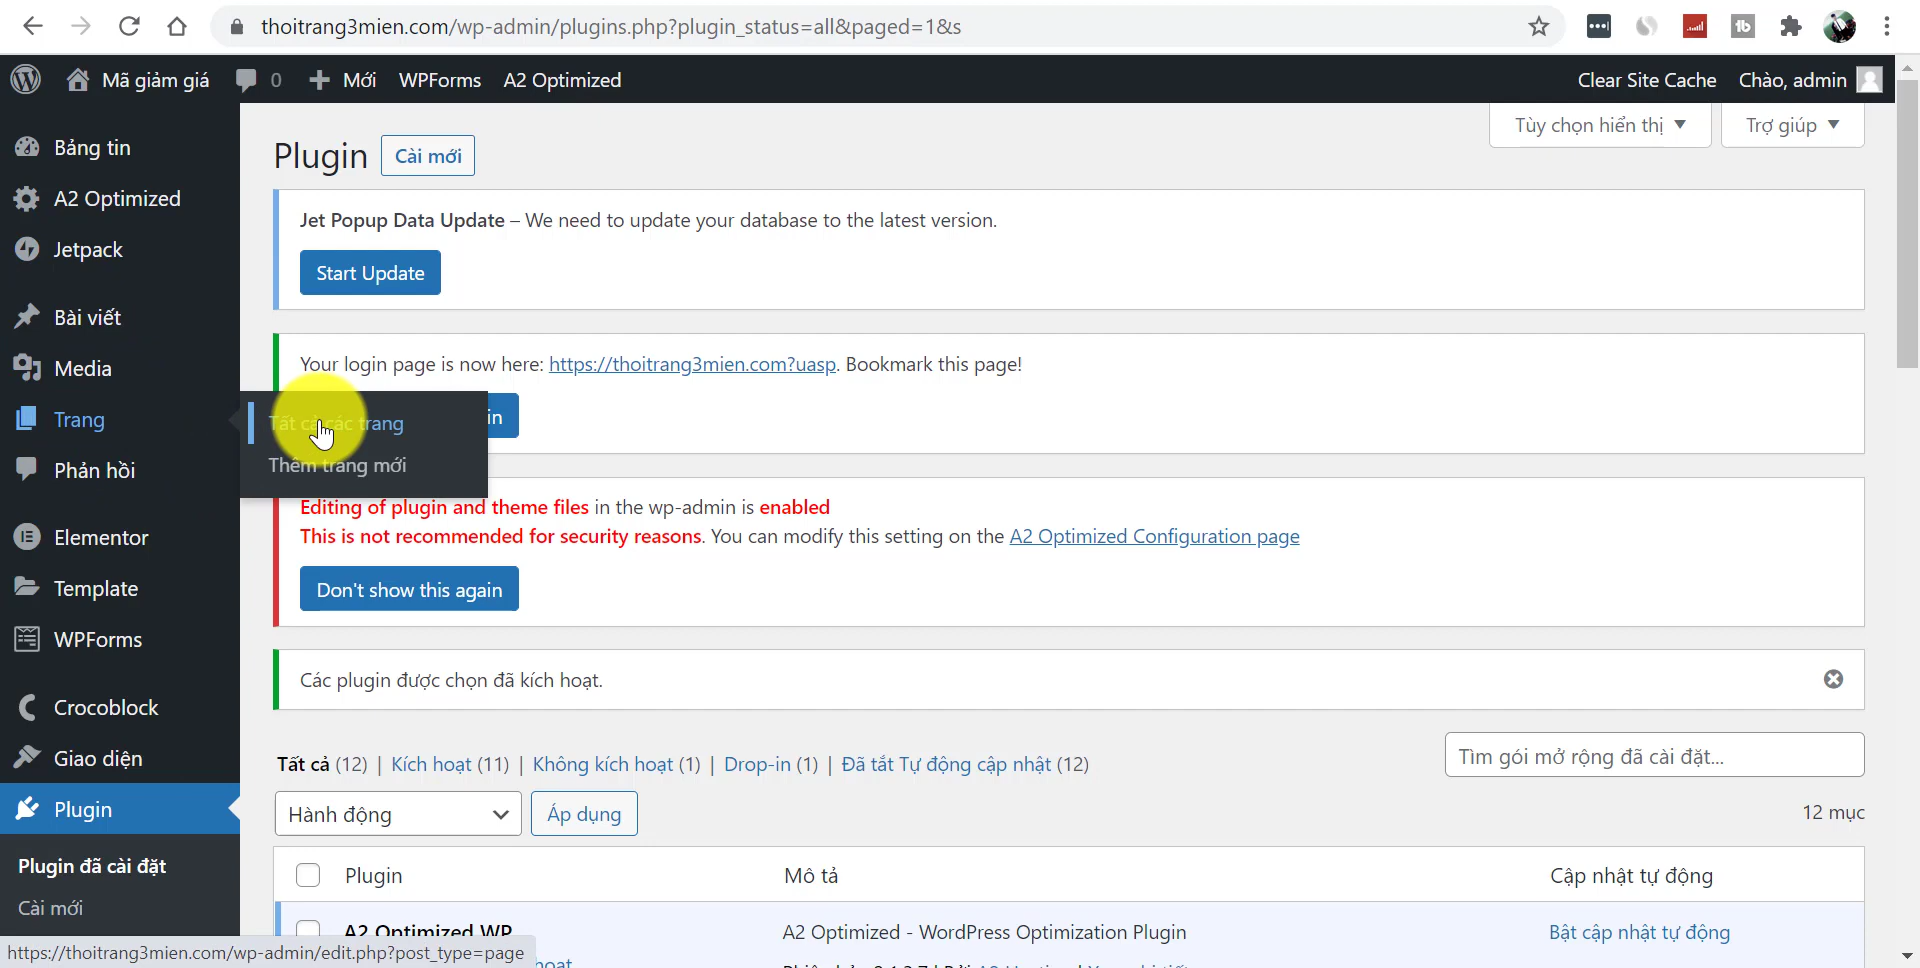 thoitrang3mien.com/wp-admin/plugins.php?plugin_status=all&paged=1&s
Mã giảm giá
0
Mới
WPForms
A2 Optimized
Clear Site Cache
Chào, admin
Bảng tin
A2 Optimized
Jetpack
Bài viết
Media
Trang
Phản hồi
Elementor
Template
WPForms
Crocoblock
Giao diện
Plugin
Plugin đã cài đặt
Cài mới
Tất cả các trang
Thêm trang mới
Tùy chọn hiển thị
Trợ giúp
Plugin
Cài mới
Jet Popup Data Update – We need to update your database to the latest version.
Start Update
Your login page is now here: https://thoitrang3mien.com?uasp. Bookmark this page!
in
Editing of plugin and theme files in the wp-admin is enabled
This is not recommended for security reasons. You can modify this setting on the A2 Optimized Configuration page
Don't show this again
Các plugin được chọn đã kích hoạt.
Tất cả (12) | Kích hoạt (11) | Không kích hoạt (1) | Drop-in (1) | Đã tắt Tự động cập nhật (12)
Tìm gói mở rộng đã cài đặt...
Hành động
Áp dụng
12 mục
Plugin
Mô tả
Cập nhật tự động
A2 Optimized WP
A2 Optimized - WordPress Optimization Plugin
Bật cập nhật tự động
https://thoitrang3mien.com/wp-admin/edit.php?post_type=page